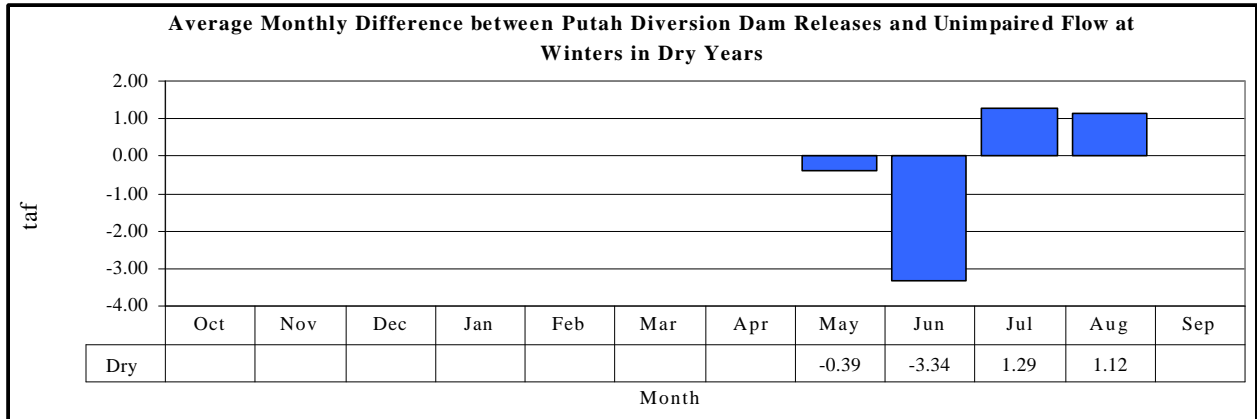 Average Monthly Difference between Putah Diversion Dam Releases and Unimpaired Flow at
Winters in Dry Years
2.00
1.00
0.00
-1.00
-2.00
-3.00
-4.00
taf
Oct Nov Dec Jan Feb Mar Apr May Jun Jul Aug Sep
Dry -0.39 -3.34 1.29 1.12
Month